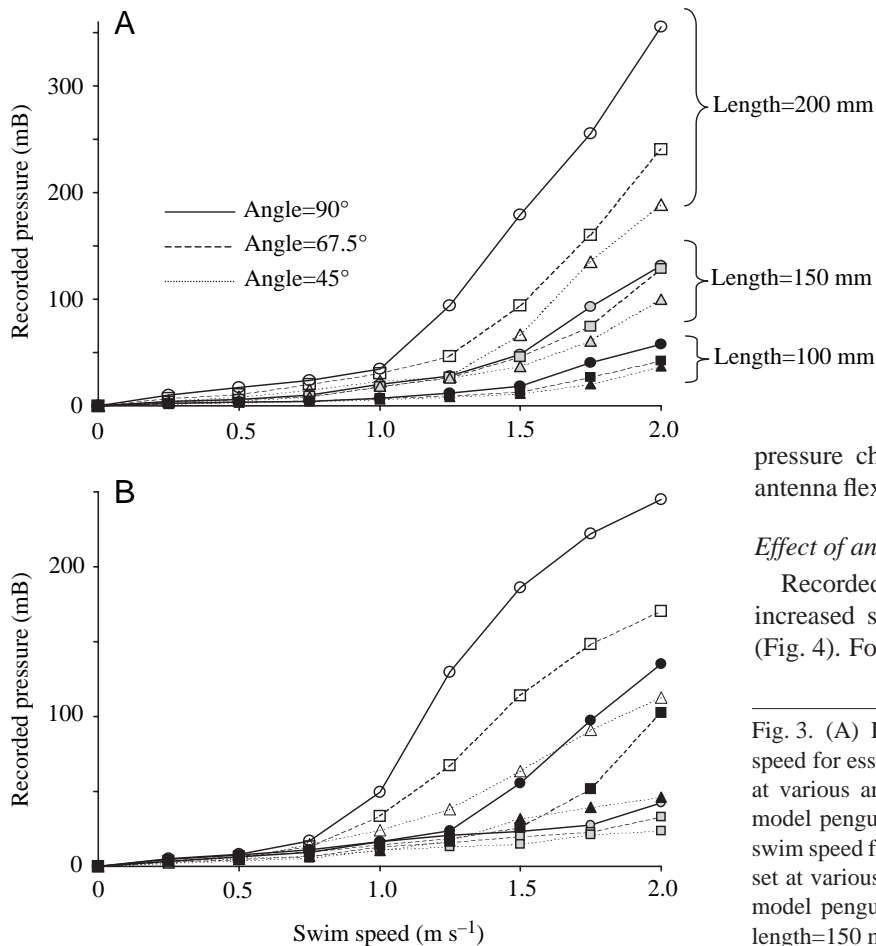 A
300
200
100
0
Recorded pressure (mB)
Angle=90°
Angle=67.5°
Angle=45°
Length=200 mm
Length=150 mm
Length=100 mm
0 0.5 1.0 1.5 2.0
B
200
100
0
Recorded pressure (mB)
0 0.5 1.0 1.5 2.0
Swim speed (m s⁻¹)
pressure ch
antenna flex
Effect of an
Recorded
increased s
(Fig. 4). Fo
Fig. 3. (A) I
speed for ess
at various an
model pengu
swim speed f
set at various
model pengu
length=150 m